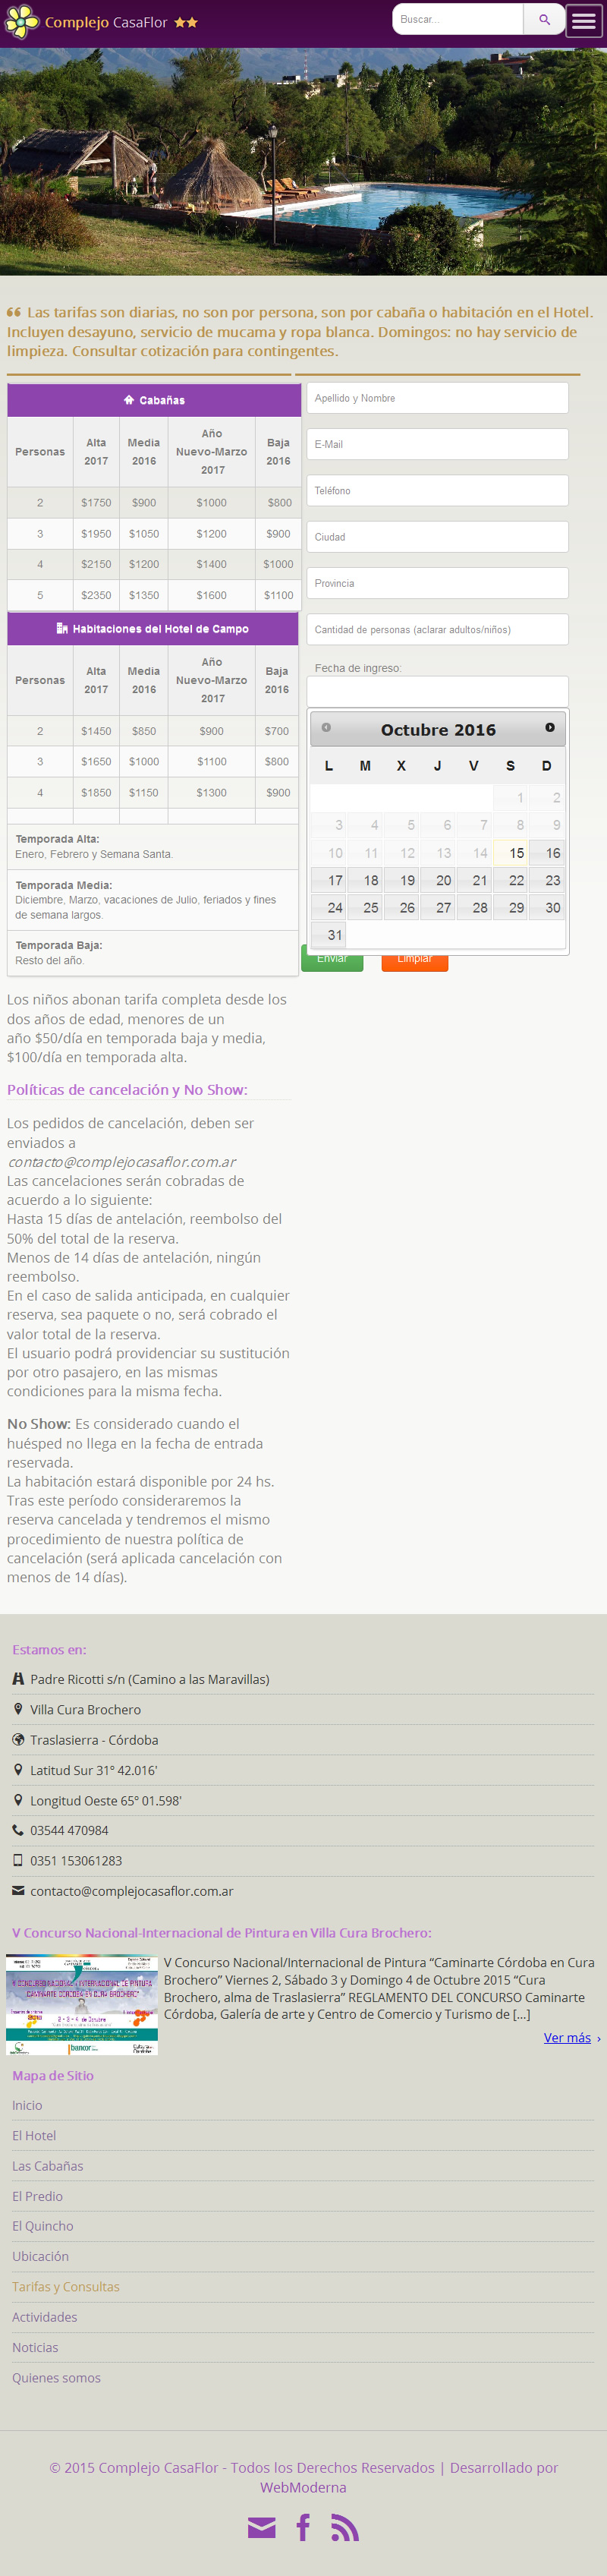 Complejo CasaFlor
Buscar...
Las tarifas son diarias, no son por persona, son por cabaña o habitación en el Hotel.
Incluyen desayuno, servicio de mucama y ropa blanca. Domingos: no hay servicio de
limpieza. Consultar cotización para contingentes.
Cabañas
Personas Alta 2017 Media 2016 Año Nuevo-Marzo 2017 Baja 2016
2 $1750 $900 $1000 $800
3 $1950 $1050 $1200 $900
4 $2150 $1200 $1400 $1000
5 $2350 $1350 $1600 $1100
Habitaciones del Hotel de Campo
Personas Alta 2017 Media 2016 Año Nuevo-Marzo 2017 Baja 2016
2 $1450 $850 $900 $700
3 $1650 $1000 $1100 $800
4 $1850 $1150 $1300 $900
Temporada Alta:
Enero, Febrero y Semana Santa.
Temporada Media:
Diciembre, Marzo, vacaciones de Julio, feriados y fines
de semana largos.
Temporada Baja:
Resto del año.
Apellido y Nombre
E-Mail
Teléfono
Ciudad
Provincia
Cantidad de personas (aclarar adultos/niños)
Fecha de ingreso:
Octubre 2016
L M X J V S D
1 2
3 4 5 6 7 8 9
10 11 12 13 14 15 16
17 18 19 20 21 22 23
24 25 26 27 28 29 30
31
Enviar Limpiar
Los niños abonan tarifa completa desde los
dos años de edad, menores de un
año $50/día en temporada baja y media,
$100/día en temporada alta.
Políticas de cancelación y No Show:
Los pedidos de cancelación, deben ser
enviados a
contacto@complejocasaflor.com.ar
Las cancelaciones serán cobradas de
acuerdo a lo siguiente:
Hasta 15 días de antelación, reembolso del
50% del total de la reserva.
Menos de 14 días de antelación, ningún
reembolso.
En el caso de salida anticipada, en cualquier
reserva, sea paquete o no, será cobrado el
valor total de la reserva.
El usuario podrá providenciar su sustitución
por otro pasajero, en las mismas
condiciones para la misma fecha.
No Show: Es considerado cuando el
huésped no llega en la fecha de entrada
reservada.
La habitación estará disponible por 24 hs.
Tras este período consideraremos la
reserva cancelada y tendremos el mismo
procedimiento de nuestra política de
cancelación (será aplicada cancelación con
menos de 14 días).
Estamos en:
Padre Ricotti s/n (Camino a las Maravillas)
Villa Cura Brochero
Traslasierra - Córdoba
Latitud Sur 31º 42.016'
Longitud Oeste 65º 01.598'
03544 470984
0351 153061283
contacto@complejocasaflor.com.ar
V Concurso Nacional-Internacional de Pintura en Villa Cura Brochero:
V CONCURSO NACIONAL - INTERNACIONAL DE PINTURA
CAMINARTE CÓRDOBA EN CURA
BROCHERO"
2 - 3 - 4 de Octubre
bancor
V Concurso Nacional/Internacional de Pintura “Caminarte Córdoba en Cura
Brochero” Viernes 2, Sábado 3 y Domingo 4 de Octubre 2015 “Cura
Brochero, alma de Traslasierra” REGLAMENTO DEL CONCURSO Caminarte
Córdoba, Galería de arte y Centro de Comercio y Turismo de [...]
Ver más ›
Mapa de Sitio
Inicio
El Hotel
Las Cabañas
El Predio
El Quincho
Ubicación
Tarifas y Consultas
Actividades
Noticias
Quienes somos
© 2015 Complejo CasaFlor - Todos los Derechos Reservados | Desarrollado por
WebModerna